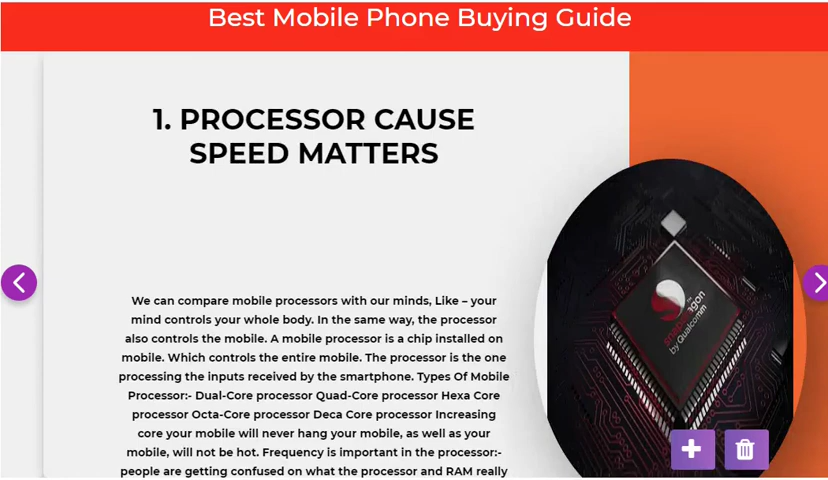 Best Mobile Phone Buying Guide
1. PROCESSOR CAUSE
SPEED MATTERS
We can compare mobile processors with our minds, Like – your
mind controls your whole body. In the same way, the processor
also controls the mobile. A mobile processor is a chip installed on
mobile. Which controls the entire mobile. The processor is the one
processing the inputs received by the smartphone. Types Of Mobile
Processor:- Dual-Core processor Quad-Core processor Hexa Core
processor Octa-Core processor Deca Core processor Increasing
core your mobile will never hang your mobile, as well as your
mobile, will not be hot. Frequency is important in the processor:-
people are getting confused on what the processor and RAM really
snapdragon™
by Qualcomm